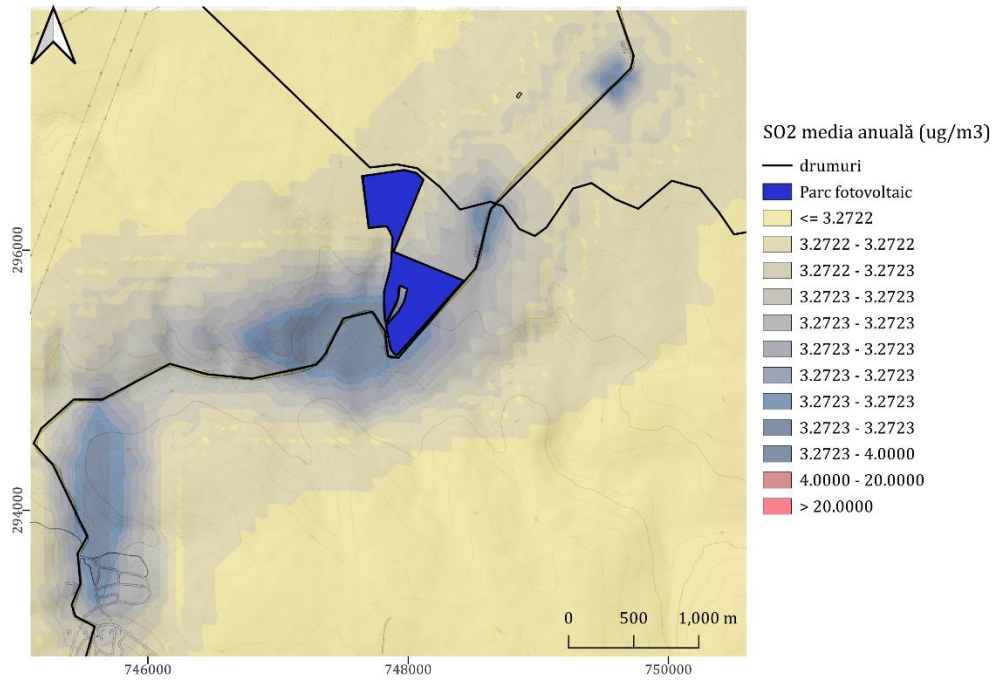 SO2 media anuală (ug/m3)
drumuri
Parc fotovoltaic
<= 3.2722
3.2722 - 3.2722
3.2722 - 3.2723
3.2723 - 3.2723
3.2723 - 3.2723
3.2723 - 3.2723
3.2723 - 3.2723
3.2723 - 3.2723
3.2723 - 3.2723
3.2723 - 4.0000
4.0000 - 20.0000
> 20.0000
296000
294000
0 500 1,000 m
746000 748000 750000